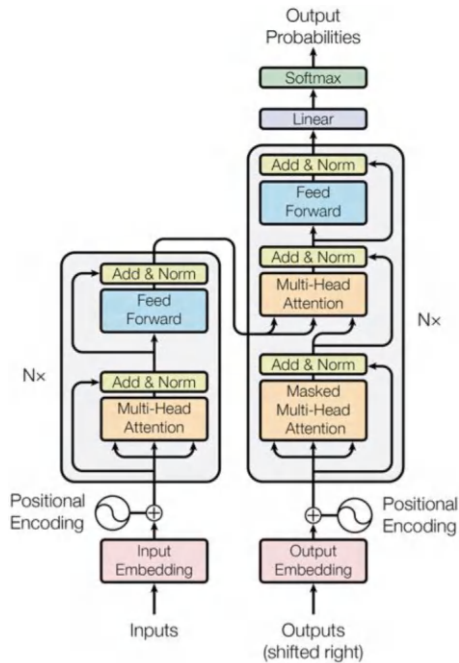 Output
Probabilities
Softmax
Linear
Add & Norm
Feed
Forward
Add & Norm
Multi-Head
Attention
Add & Norm
Masked
Multi-Head
Attention
Nx
Add & Norm
Feed
Forward
Add & Norm
Multi-Head
Attention
Nx
Positional
Encoding
Positional
Encoding
Input
Embedding
Output
Embedding
Inputs
Outputs
(shifted right)